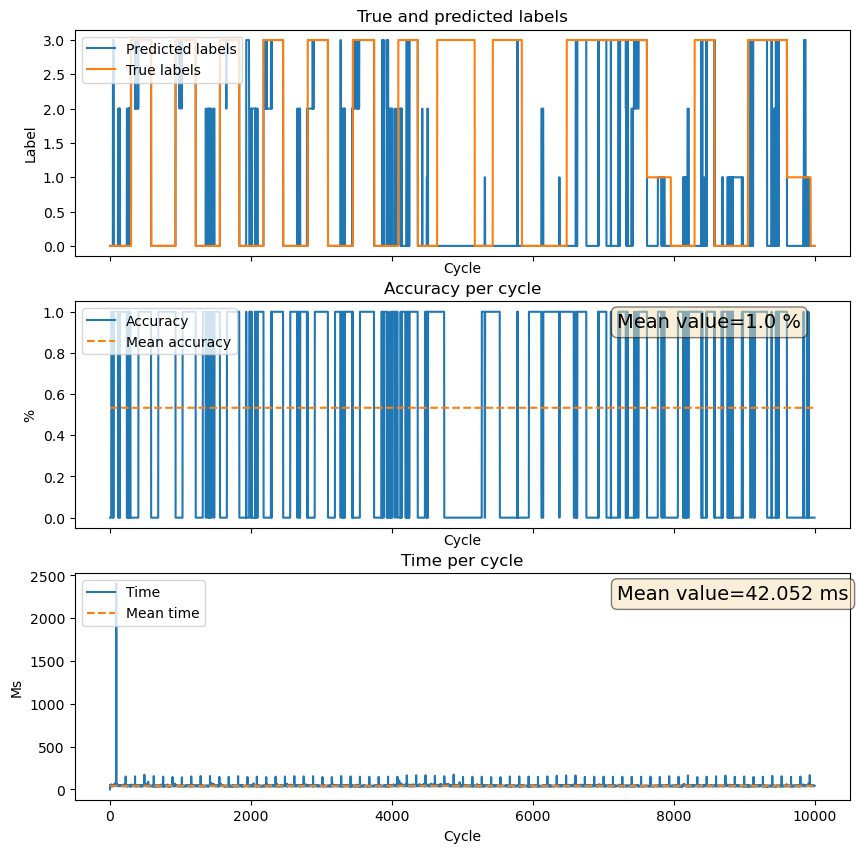 True and predicted labels
3.0
2.5
2.0
1.5
1.0
0.5
0.0
Label
Predicted labels
True labels
Cycle
Accuracy per cycle
1.0
0.8
0.6
0.4
0.2
0.0
%
Accuracy
Mean accuracy
Mean value=1.0 %
Cycle
Time per cycle
2500
2000
1500
1000
500
0
Ms
Time
Mean time
Mean value=42.052 ms
0
2000
4000
6000
8000
10000
Cycle